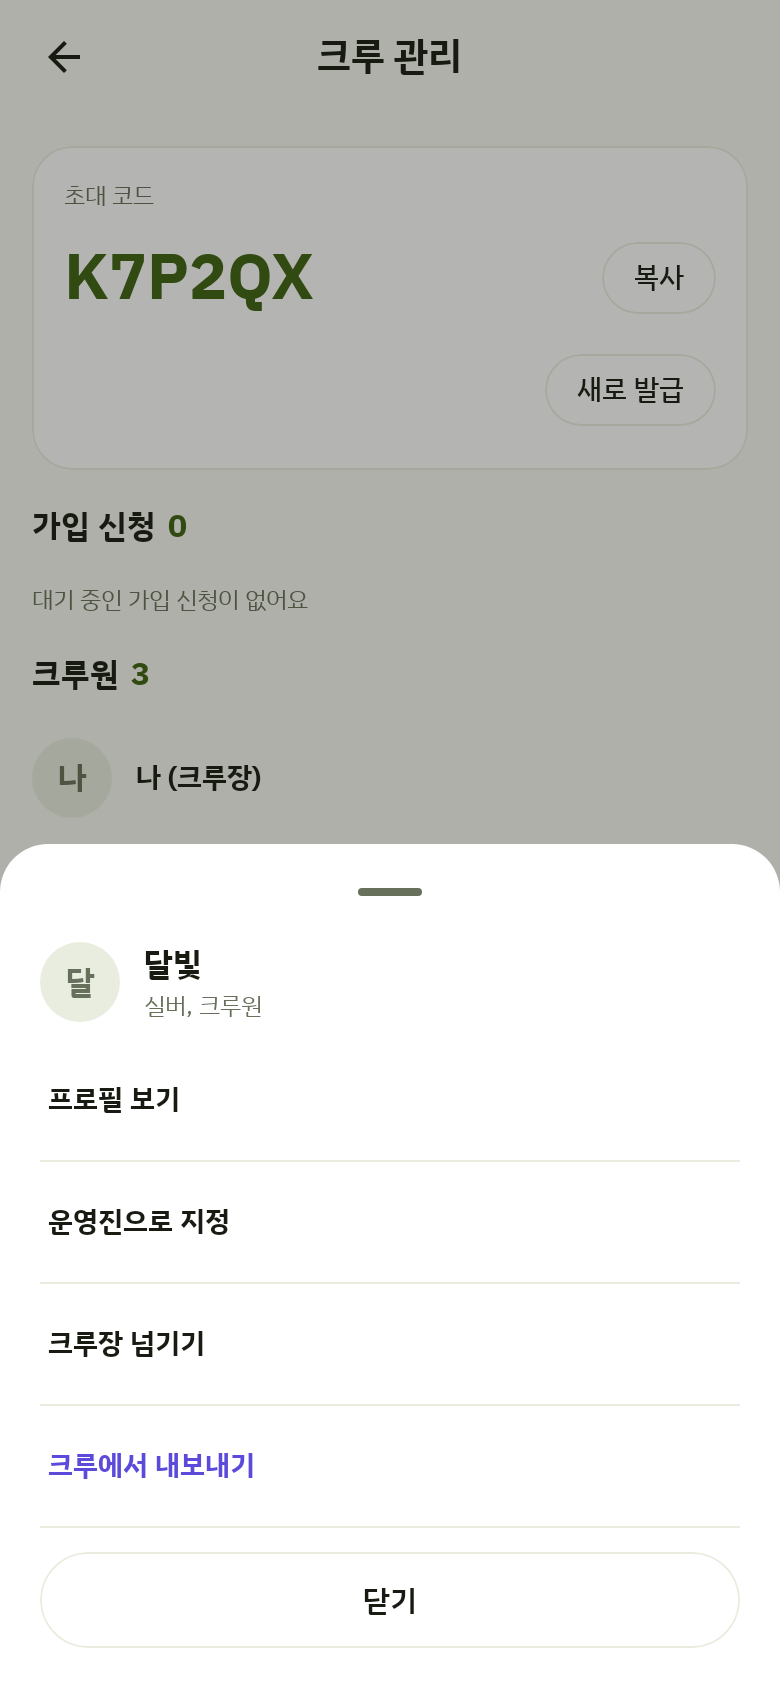 크루 관리
초대 코드
K7P2QX
복사
새로 발급
가입 신청 0
대기 중인 가입 신청이 없어요
크루원 3
나 나 (크루장)
달 달빛
실버, 크루원
프로필 보기
운영진으로 지정
크루장 넘기기
크루에서 내보내기
닫기